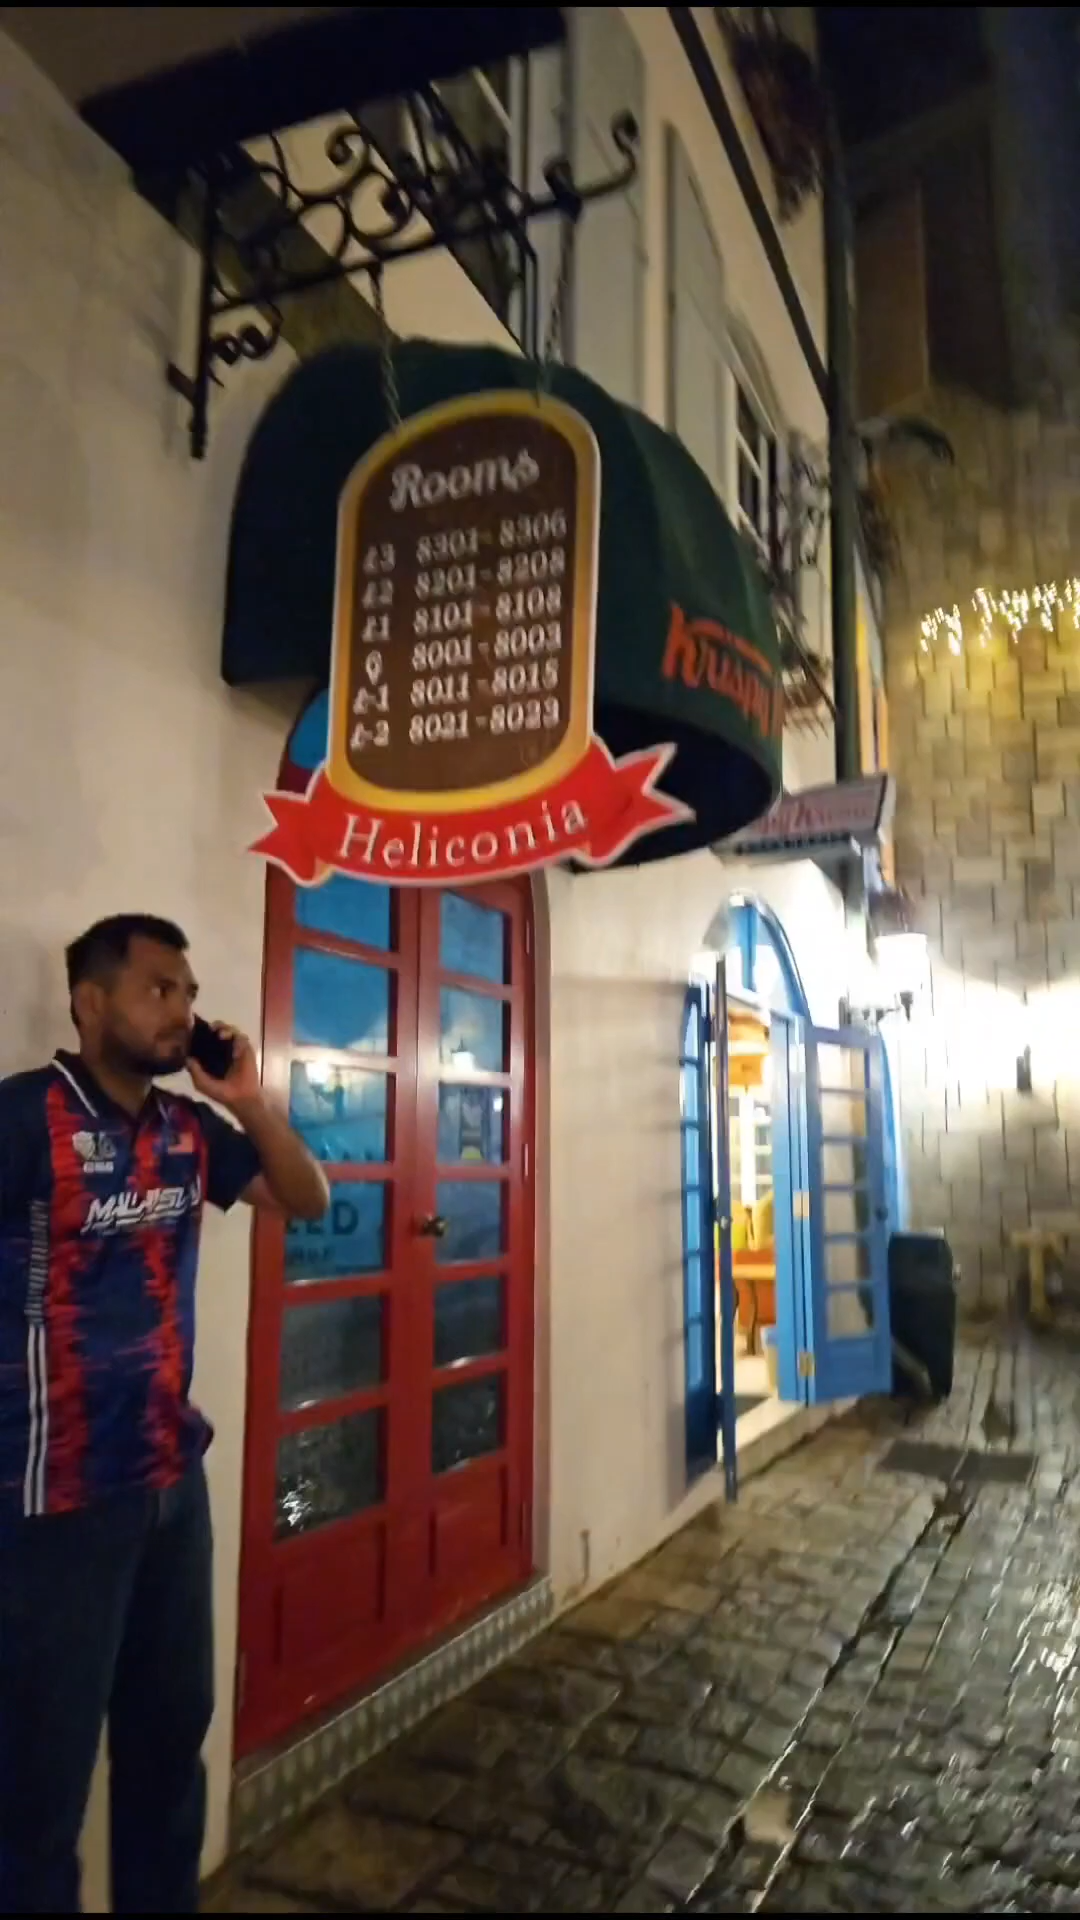 Rooms
L3 8301-8306
L2 8201-8208
L1 8101-8108
G 8001-8003
L-1 8011-8015
L-2 8021-8023
Heliconia
Krispy
MALAYSIA